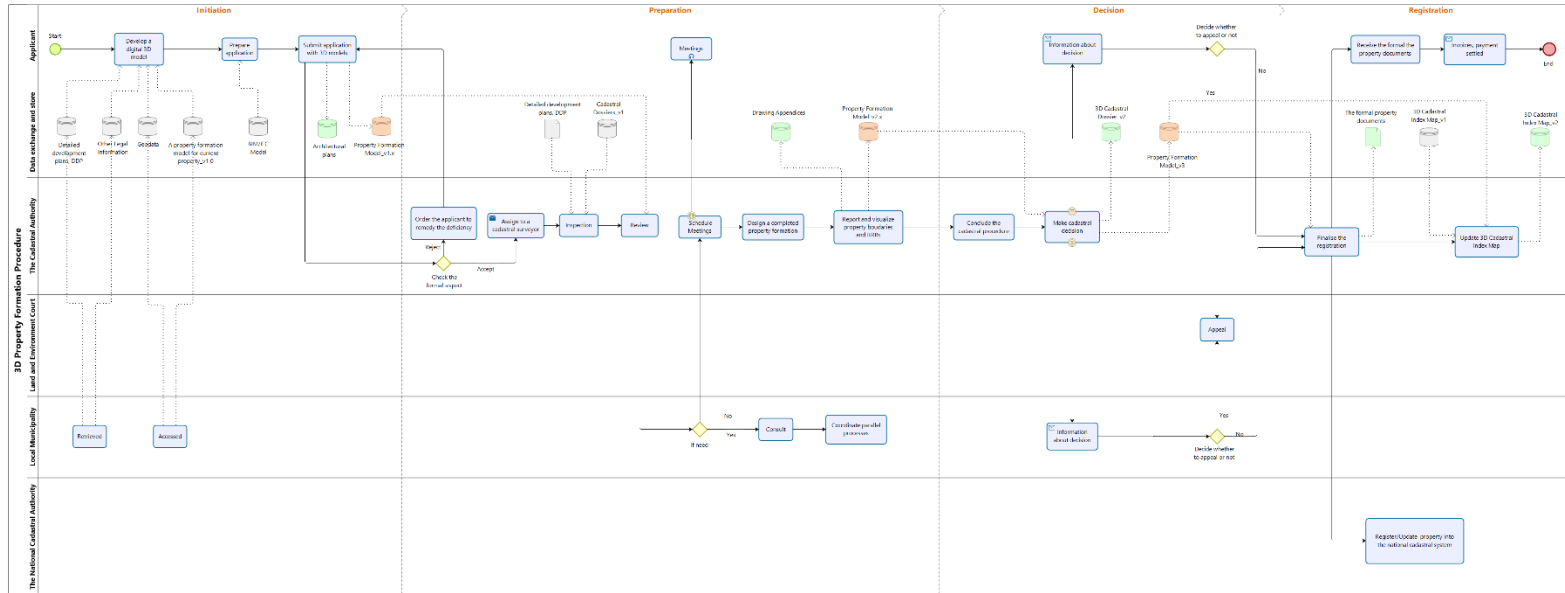 Initiation
Preparation
Decision
Registration
3D Property Formation Procedure
Applicant
Start
Develop a
digital 3D
model
Prepare
application
Submit application
with 3D models
Meetings
Information about
decision
Decide whether
to appeal or not
No
Yes
Receive the formal the
property documents
Invoices, payment
settled
End
Data exchange and store
Detailed
development
plans, DDP
Other Legal
Information
Geodata
A property formation
model for current
property_v1.0
Model
Architectural
plans
Property Formation
Model_v1.x
Detailed development
plans, DDP
Cadastral
Dossiers_v1
Drawing Appendices
Property Formation
Model_v2.x
3D Cadastral
Dossier_v2
Property Formation
Model_v3
The formal property
documents
3D Cadastral
Index Map_v1
3D Cadastral
Index Map_v2
The Cadastral Authority
Order the applicant to
remedy the deficiency
Reject
Check the
formal aspect
Accept
Assign to a
cadastral surveyor
Inspection
Review
Schedule
Meetings
Design a completed
property formation
Report and visualize
property boudaries
and RRRs
Conclude the
cadastral procedure
Make cadastral
decision
Finalise the
registration
Update 3D Cadastral
Index Map
Land and Environment Court
Appeal
Local Municipality
Retrieved
Accessed
If need
No
Yes
Consult
Coordinate parallel
processes
Information
about decision
Yes
No
Decide whether
to appeal or not
The National Cadastral Authority
Register/Update property into
the national cadastral system